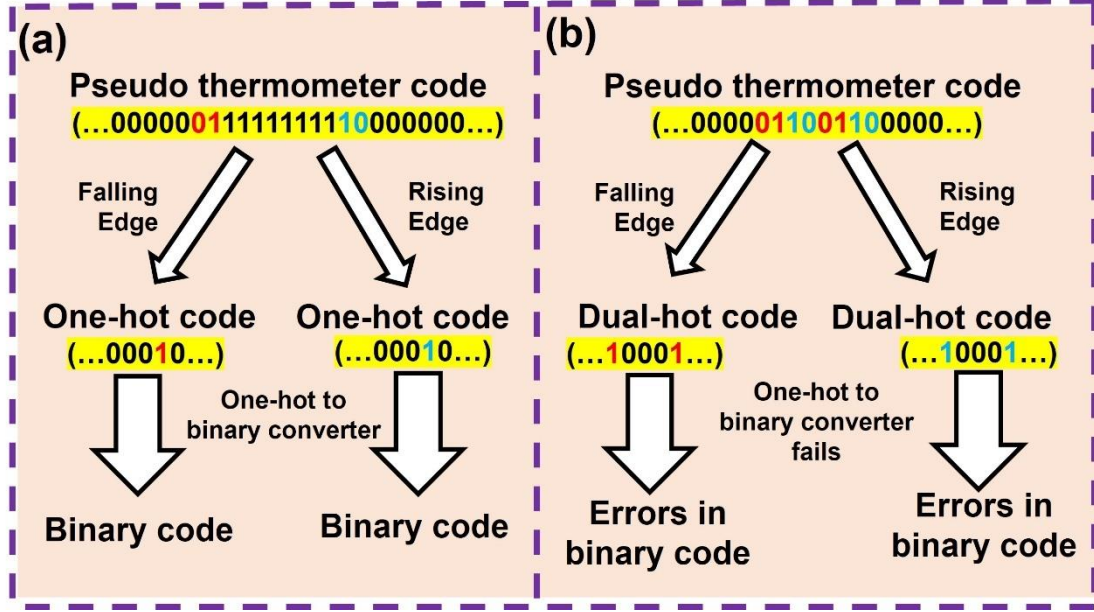 (a)
Pseudo thermometer code
(...0000001111111111110000000...)
Falling
Edge
Rising
Edge
One-hot code
(...00010...)
One-hot code
(...00010...)
One-hot to
binary converter
Binary code
Binary code
(b)
Pseudo thermometer code
(...0000011001100000...)
Falling
Edge
Rising
Edge
Dual-hot code
(...10001...)
Dual-hot code
(...10001...)
One-hot to
binary converter
fails
Errors in
binary code
Errors in
binary code